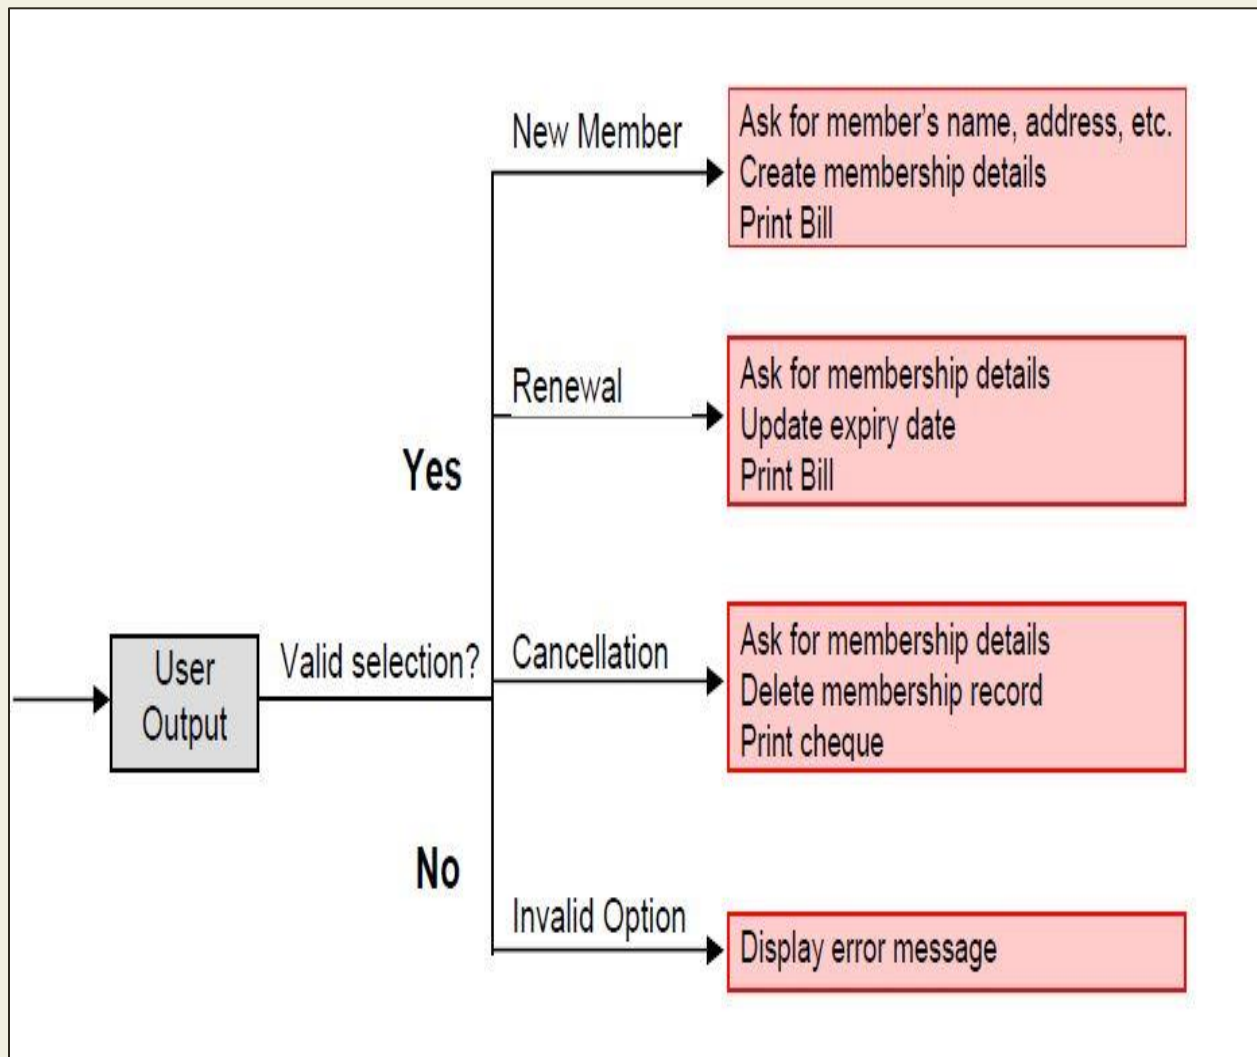 New Member
Ask for member's name, address, etc.
Create membership details
Print Bill
Renewal
Ask for membership details
Update expiry date
Print Bill
Yes
User
Output
Valid selection?
Cancellation
Ask for membership details
Delete membership record
Print cheque
No
Invalid Option
Display error message